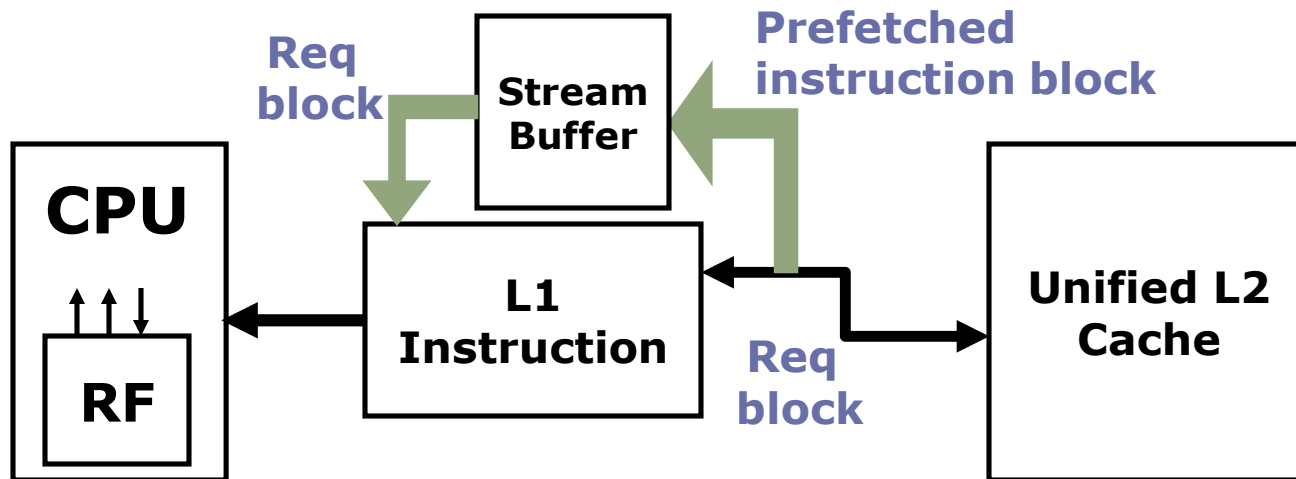 Req
block
Stream
Buffer
Prefetched
instruction block
CPU
RF
L1
Instruction
Req
block
Unified L2
Cache